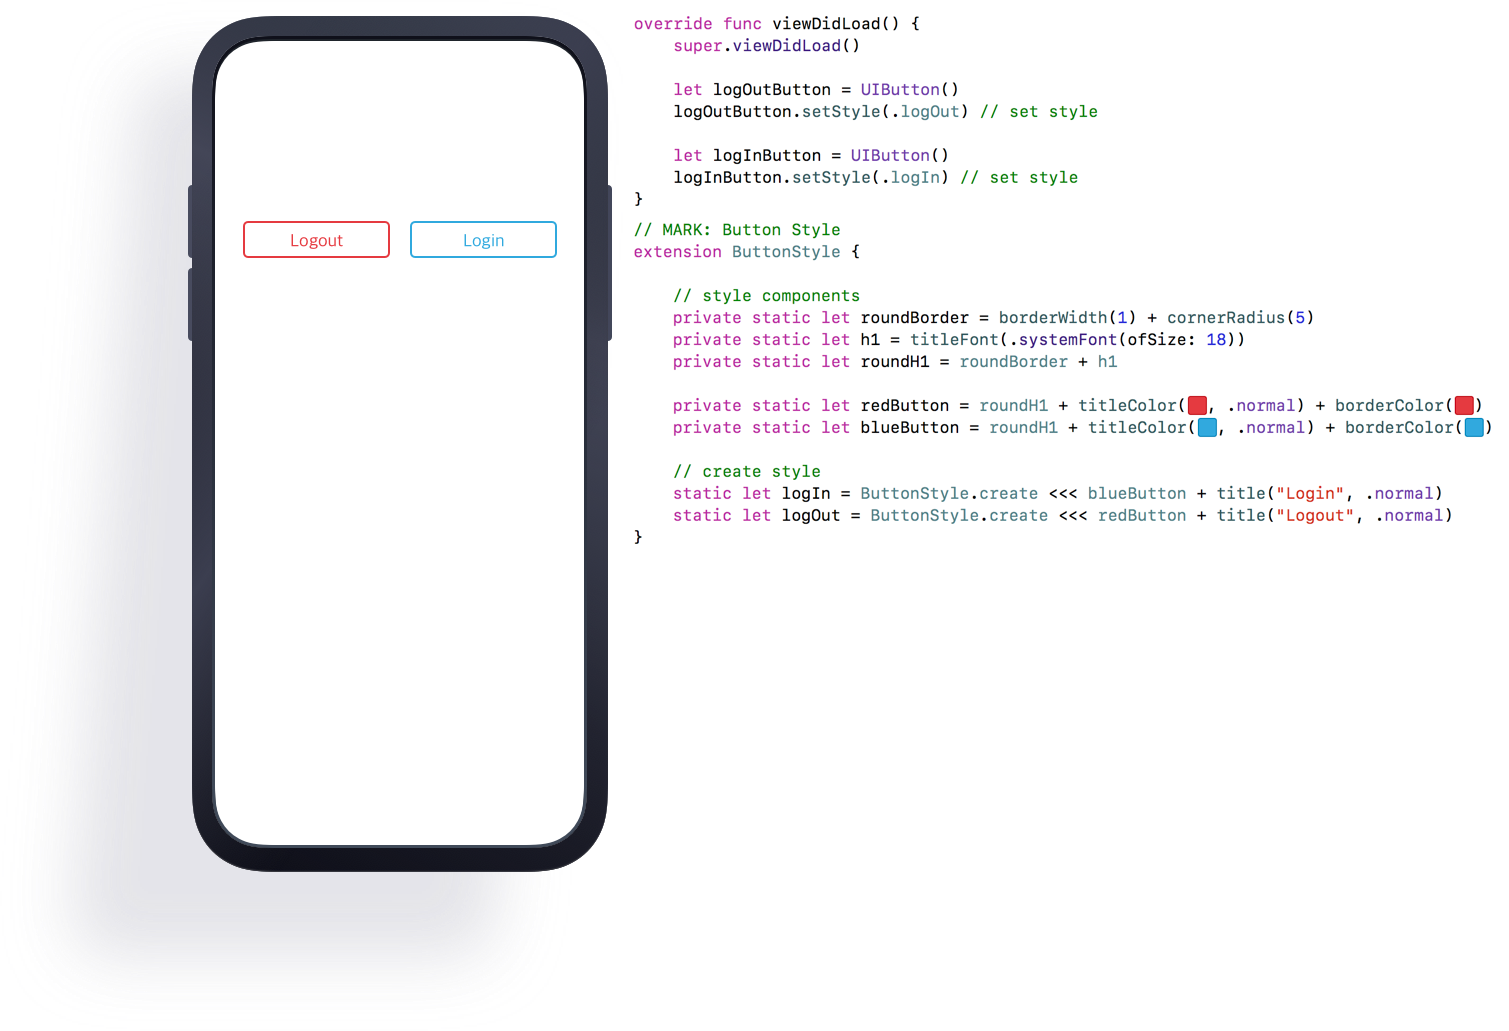 Logout
Login
override func viewDidLoad() {
    super.viewDidLoad()
    let logOutButton = UIButton()
    logOutButton.setStyle(.logOut) // set style
    let logInButton = UIButton()
    logInButton.setStyle(.logIn) // set style
}
// MARK: Button Style
extension ButtonStyle {
    // style components
    private static let roundBorder = borderWidth(1) + cornerRadius(5)
    private static let h1 = titleFont(.systemFont(ofSize: 18))
    private static let roundH1 = roundBorder + h1
    private static let redButton = roundH1 + titleColor(, .normal) + borderColor()
    private static let blueButton = roundH1 + titleColor(, .normal) + borderColor()
    // create style
    static let logIn = ButtonStyle.create <<< blueButton + title("Login", .normal)
    static let logOut = ButtonStyle.create <<< redButton + title("Logout", .normal)
}